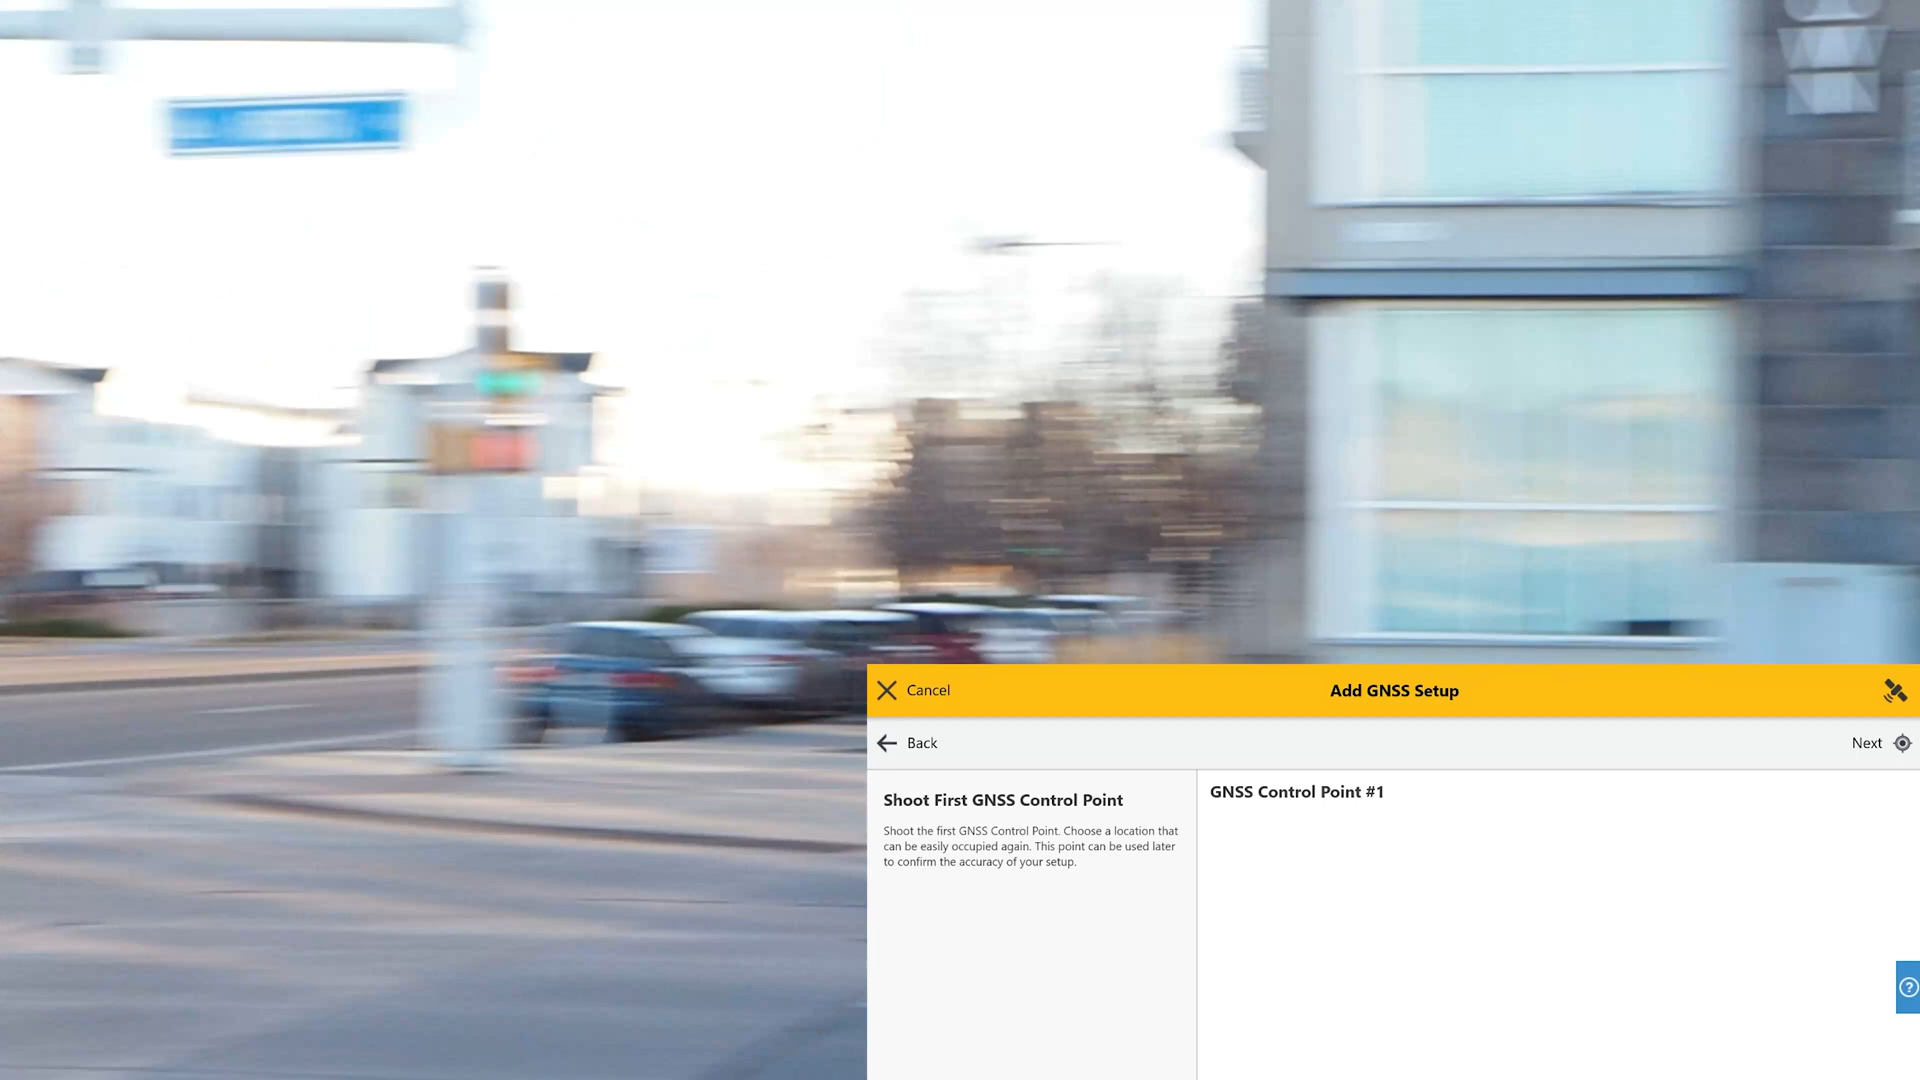 Cancel
Add GNSS Setup
Back
Next
Shoot First GNSS Control Point
Shoot the first GNSS Control Point. Choose a location that
can be easily occupied again. This point can be used later
to confirm the accuracy of your setup.
GNSS Control Point #1